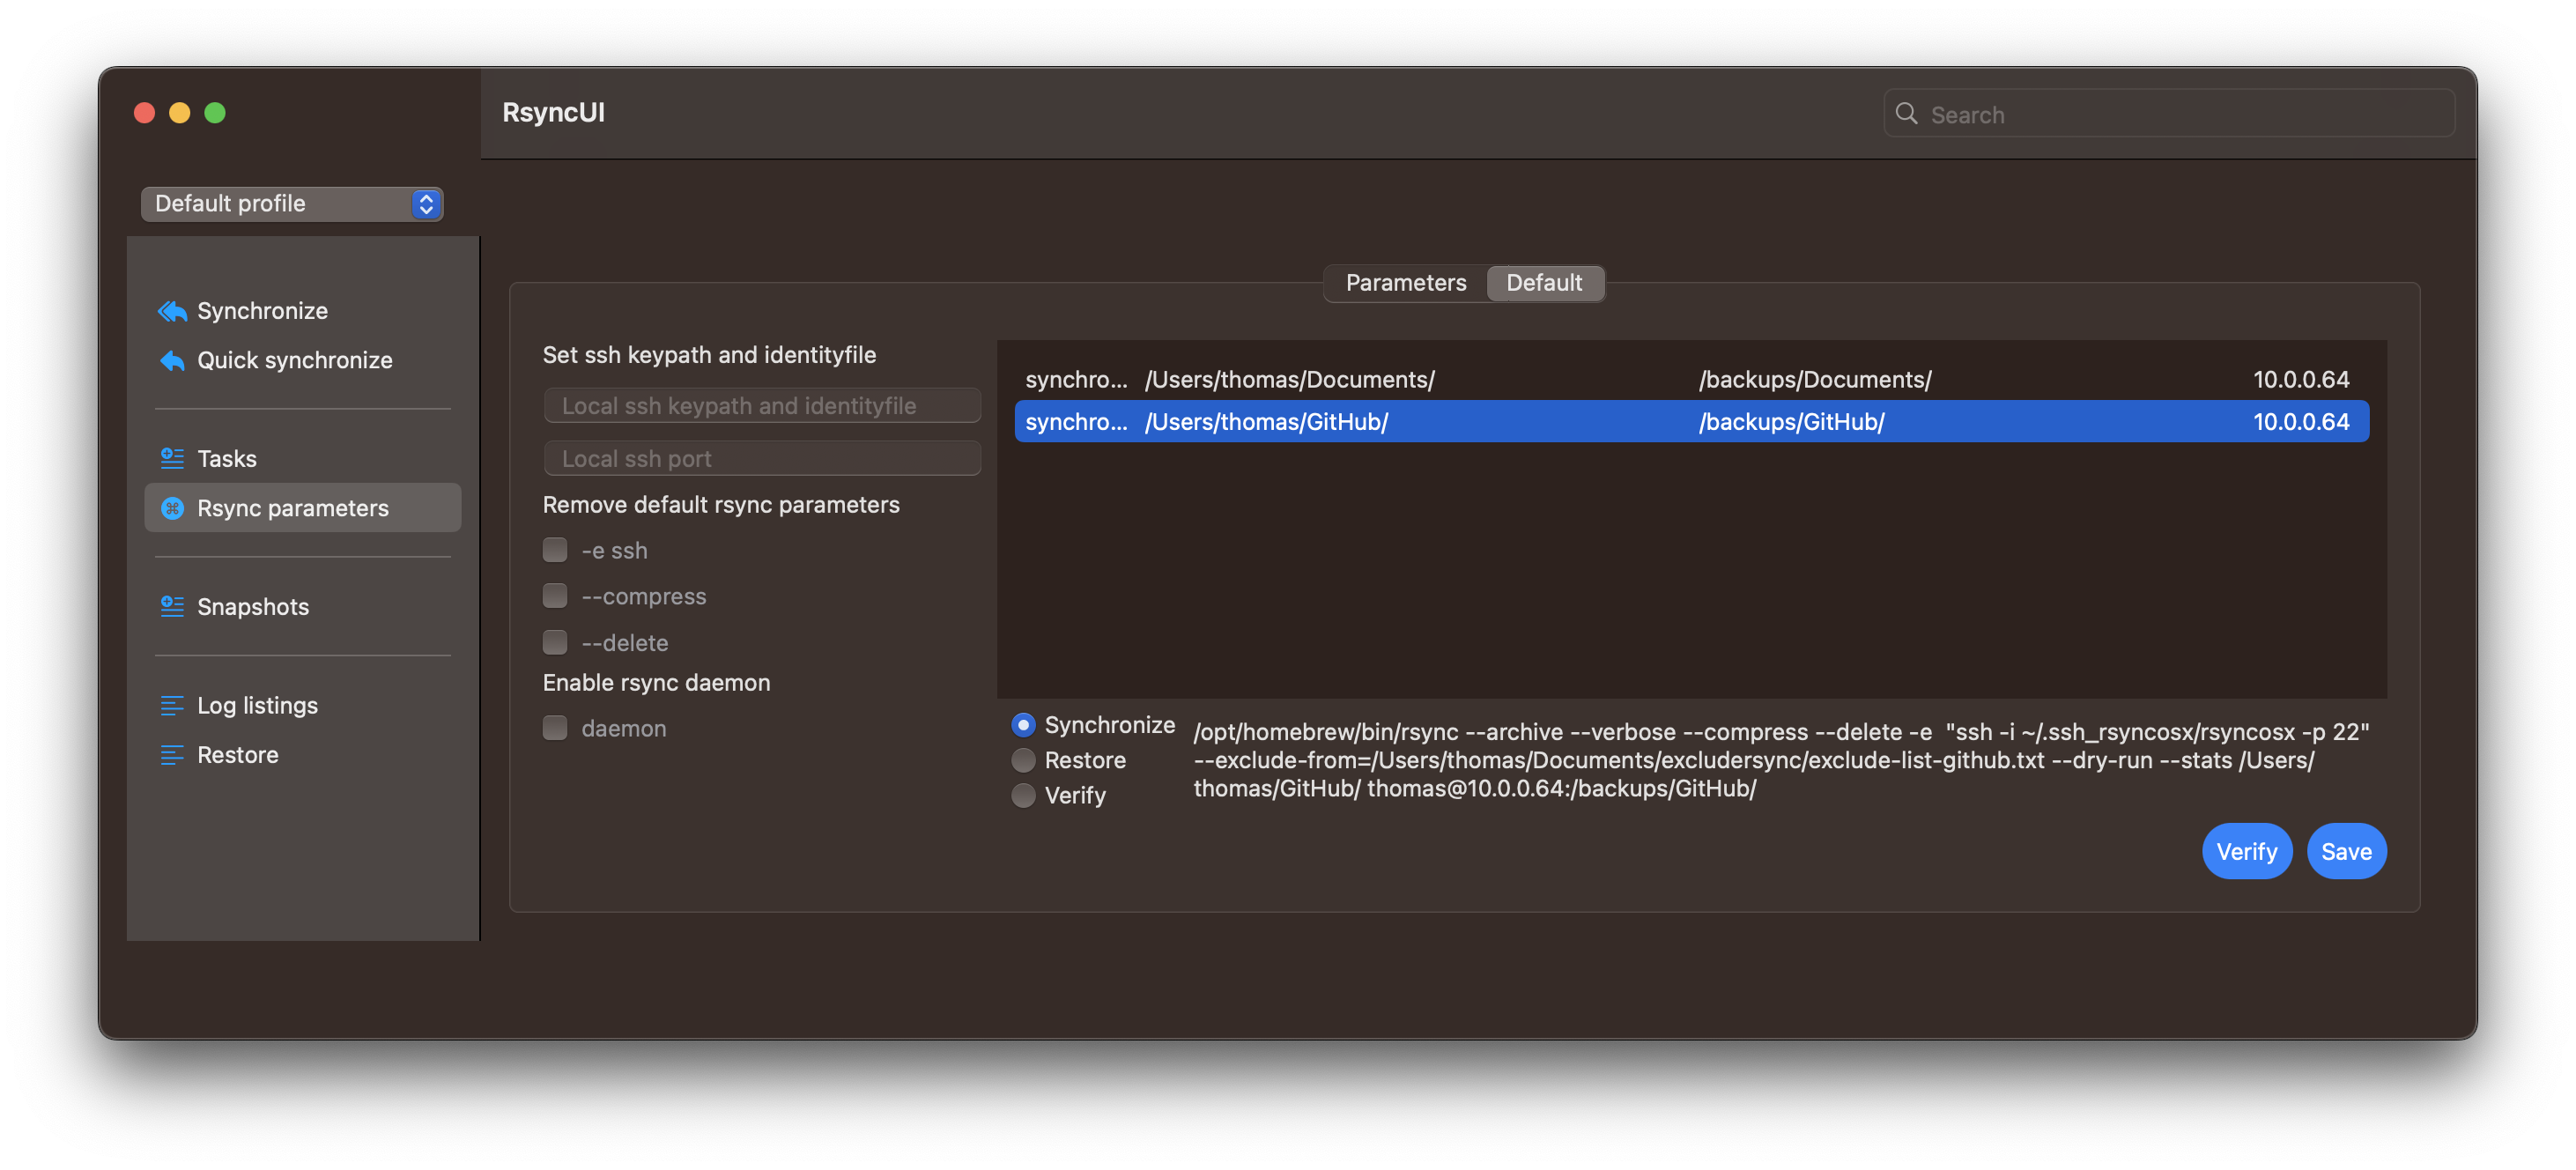 RsyncUI
Search
Default profile
Synchronize
Quick synchronize
Tasks
Rsync parameters
Snapshots
Log listings
Restore
Parameters Default
Set ssh keypath and identityfile
Local ssh keypath and identityfile
Local ssh port
Remove default rsync parameters
-e ssh
--compress
--delete
Enable rsync daemon
daemon
synchro... /Users/thomas/Documents/ /backups/Documents/ 10.0.0.64
synchro... /Users/thomas/GitHub/ /backups/GitHub/ 10.0.0.64
Synchronize
Restore
Verify
/opt/homebrew/bin/rsync --archive --verbose --compress --delete -e  "ssh -i ~/.ssh_rsyncosx/rsyncosx -p 22"
--exclude-from=/Users/thomas/Documents/excludersync/exclude-list-github.txt --dry-run --stats /Users/
thomas/GitHub/ thomas@10.0.0.64:/backups/GitHub/
Verify Save